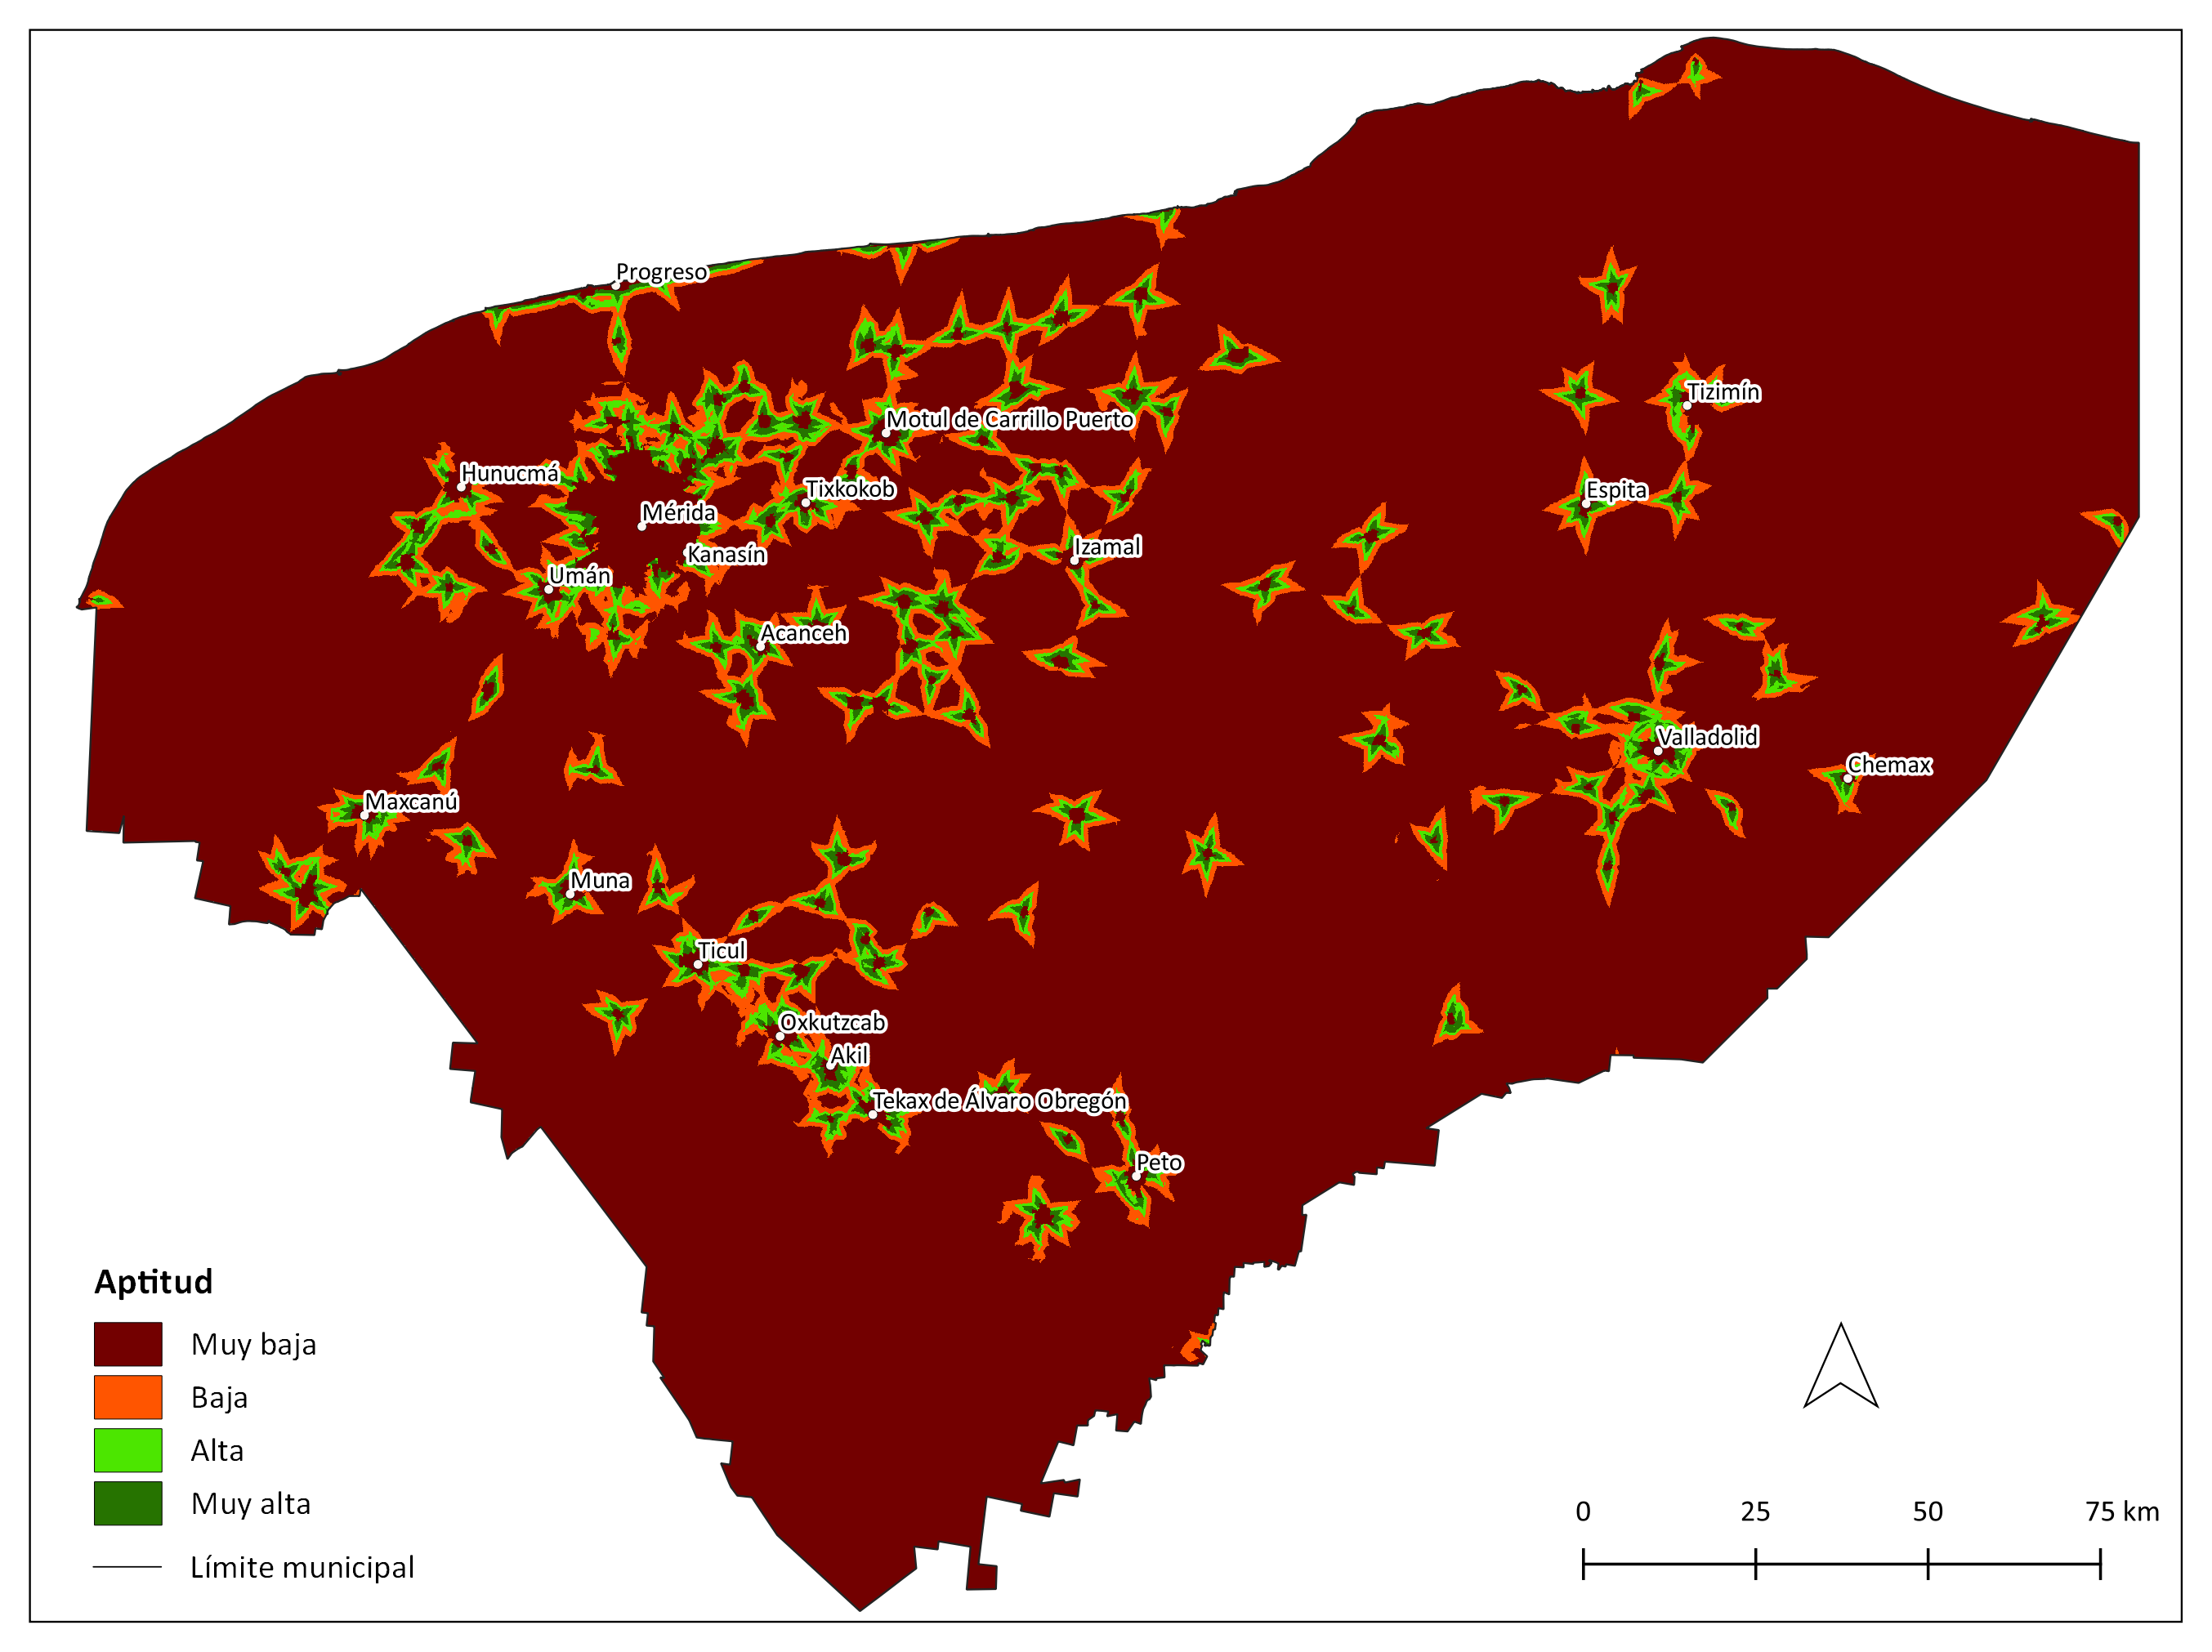 Progreso
Tizimín
Motul de Carrillo Puerto
Hunucmá
Tixkokob
Espita
Mérida
Izamal
Kanasín
Umán
Acanceh
Valladolid
Chemax
Maxcanú
Muna
Ticul
Oxkutzcab
Akil
Tekax de Álvaro Obregón
Peto
Aptitud
Muy baja
Baja
Alta
Muy alta
Límite municipal
0 25 50 75 km